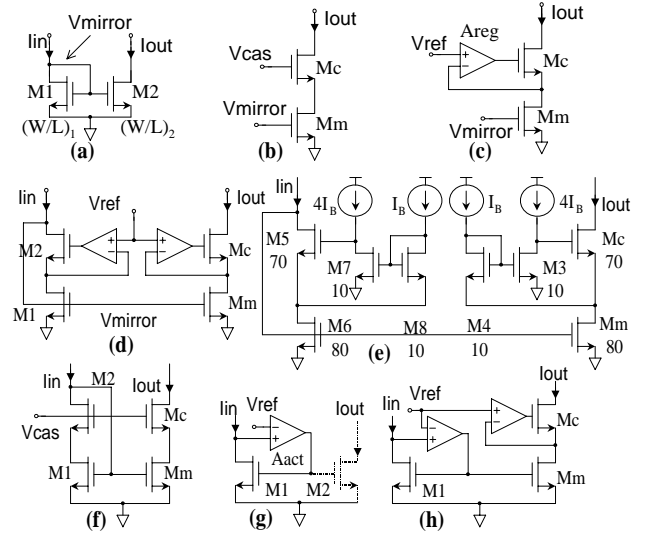 Vmirror
Iin
Iout
M1
M2
(W/L)1
(W/L)2
(a)
Iout
Vcas
Mc
Vmirror
Mm
(b)
Iout
Areg
Vref
+
−
Mc
Mm
Vmirror
(c)
Iin
Iout
Vref
M2
−
+
+
−
Mc
M1
Vmirror
Mm
(d)
Iin
4IB
IB
IB
4IB
Iout
M5
70
M7
10
M3
10
Mc
70
M6
80
M8
10
M4
10
Mm
80
(e)
Iin
M2
Iout
Vcas
Mc
M1
Mm
(f)
Iin
Vref
−
+
Iout
Aact
M1
M2
(g)
Iin
Vref
−
+
+
−
Iout
Mc
M1
Mm
(h)